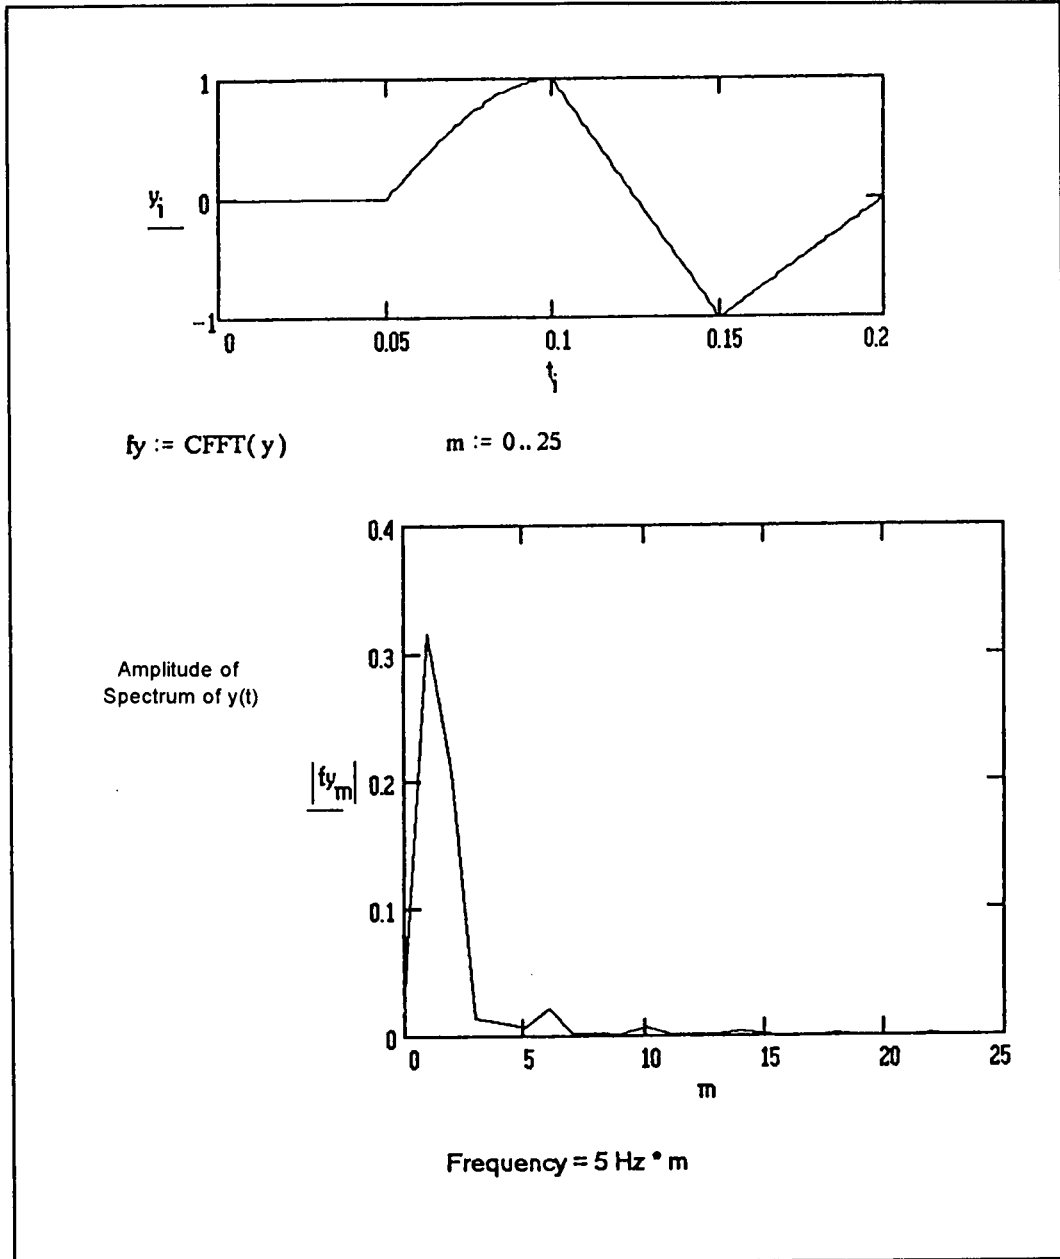 1
y_i 0
-1
0 0.05 0.1 0.15 0.2
t_i
fy := CFFT( y ) m := 0 .. 25
0.4
0.3
Amplitude of
Spectrum of y(t)
|fy_m| 0.2
0.1
0
0 5 10 15 20 25
m
Frequency = 5 Hz * m